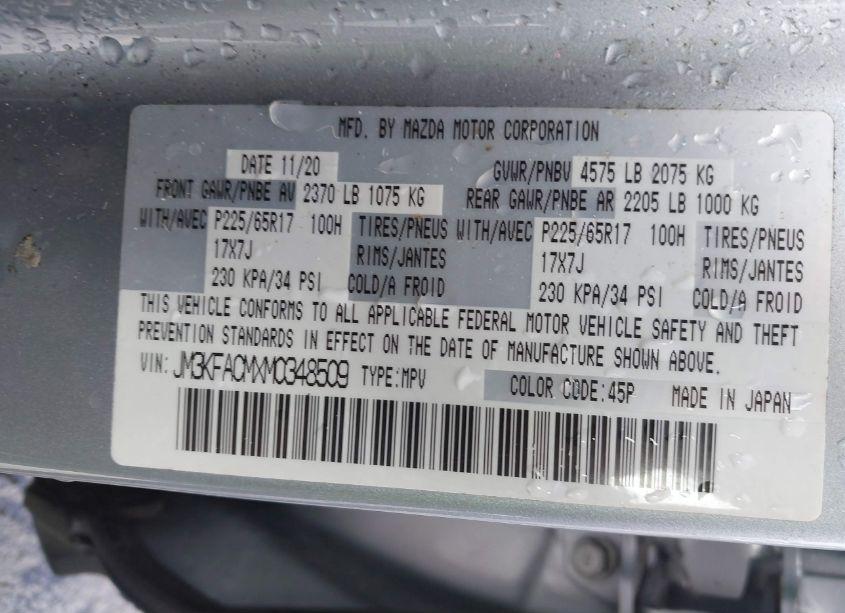 MFD. BY MAZDA MOTOR CORPORATION
DATE 11/20 GVWR/PNBV 4575 LB 2075 KG
FRONT GAWR/PNBE AV 2370 LB 1075 KG REAR GAWR/PNBE AR 2205 LB 1000 KG
WITH/AVEC P225/65R17 100H TIRES/PNEUS WITH/AVEC P225/65R17 100H TIRES/PNEUS
17X7J RIMS/JANTES 17X7J RIMS/JANTES
230 KPA/34 PSI COLD/A FROID 230 KPA/34 PSI COLD/A FROID
THIS VEHICLE CONFORMS TO ALL APPLICABLE FEDERAL MOTOR VEHICLE SAFETY AND THEFT
PREVENTION STANDARDS IN EFFECT ON THE DATE OF MANUFACTURE SHOWN ABOVE.
VIN: JM3KFACMXM0348509 TYPE:MPV COLOR CODE:45P MADE IN JAPAN